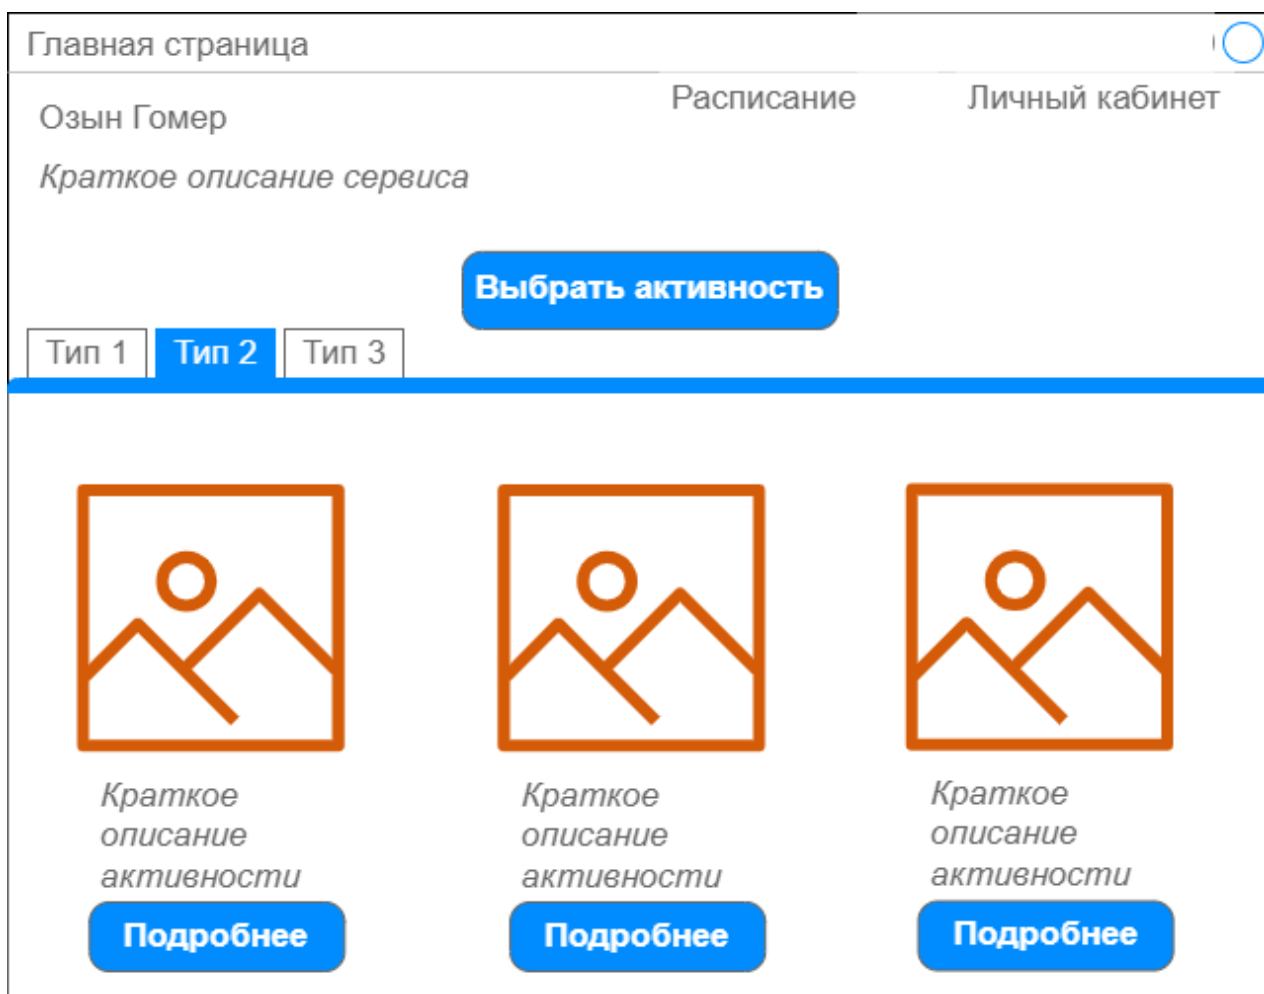 Главная страница
Расписание
Личный кабинет
Озын Гомер
Краткое описание сервиса
Выбрать активность
Тип 1
Тип 2
Тип 3
Краткое
описание
активности
Подробнее
Краткое
описание
активности
Подробнее
Краткое
описание
активности
Подробнее